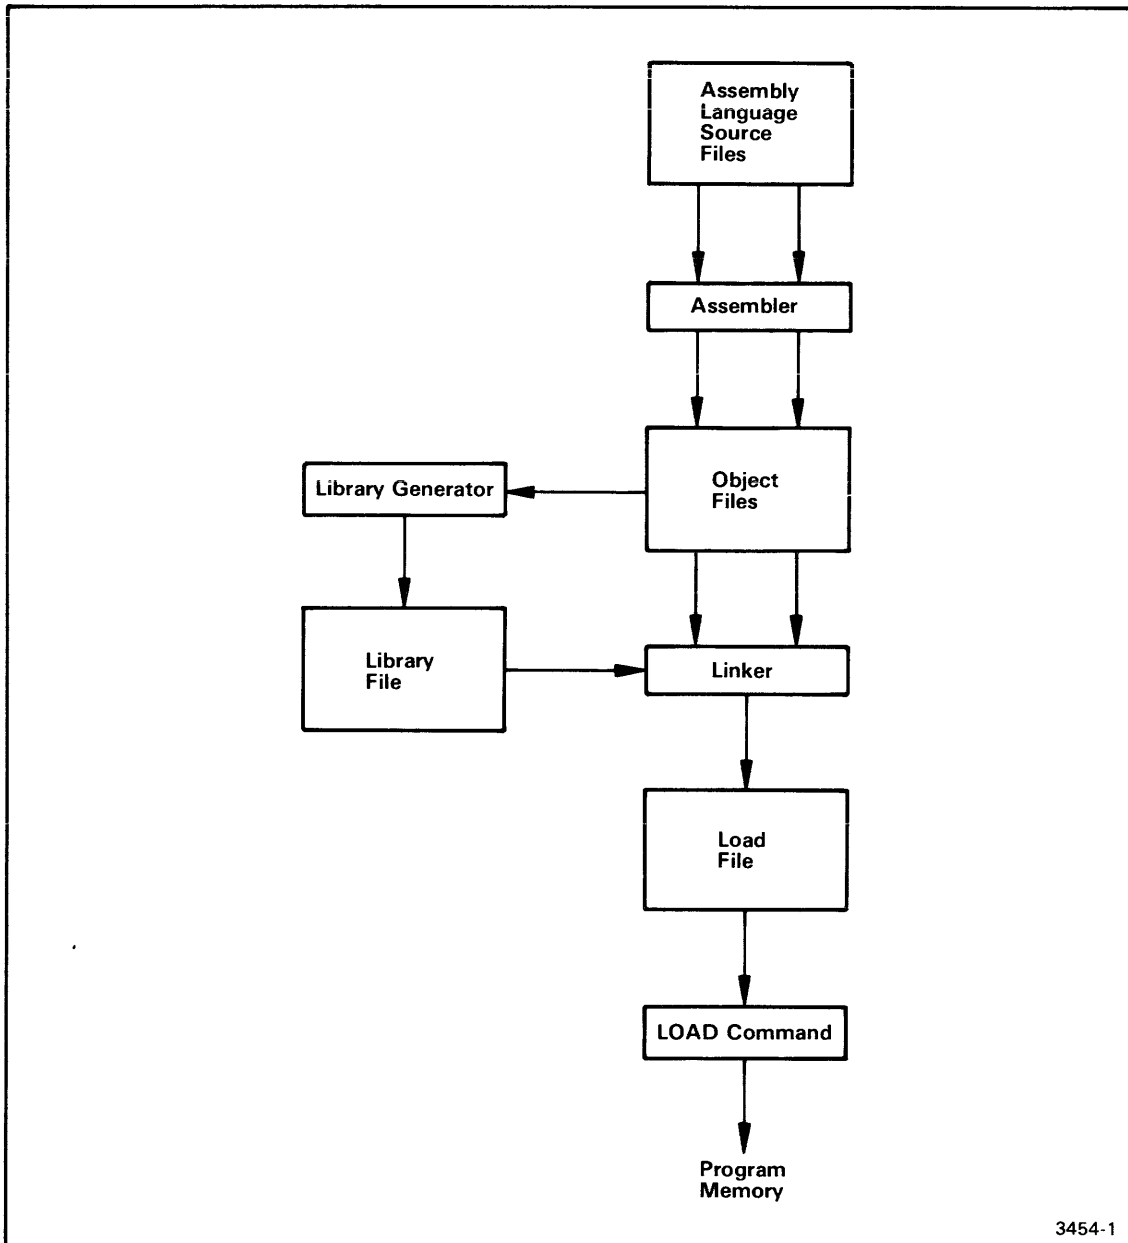 Assembly
Language
Source
Files
Assembler
Object
Files
Library Generator
Library
File
Linker
Load
File
LOAD Command
Program
Memory
3454-1